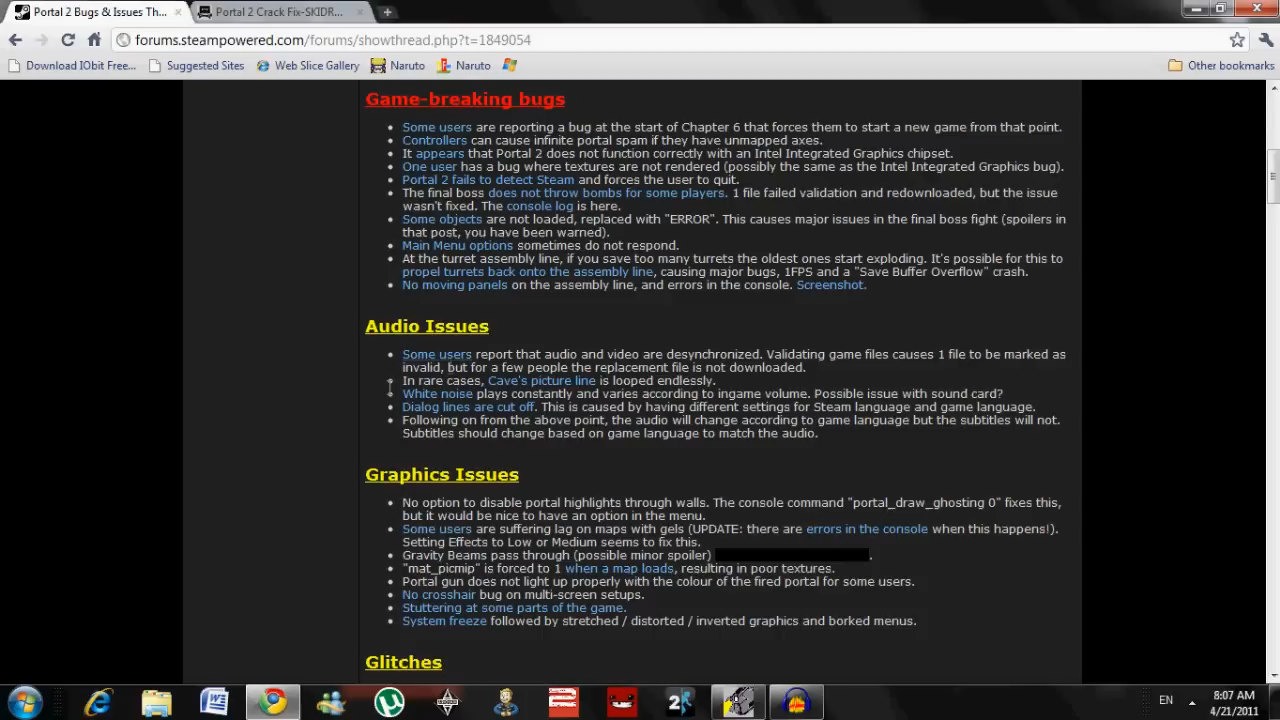 Portal 2 Bugs & Issues Th...
Portal 2 Crack Fix-SKIDR...
forums.steampowered.com/forums/showthread.php?t=1849054
Download IObit Free... Suggested Sites Web Slice Gallery Naruto Naruto Other bookmarks
Game-breaking bugs
Some users are reporting a bug at the start of Chapter 6 that forces them to start a new game from that point.
Controllers can cause infinite portal spam if they have unmapped axes.
It appears that Portal 2 does not function correctly with an Intel Integrated Graphics chipset.
One user has a bug where textures are not rendered (possibly the same as the Intel Integrated Graphics bug).
Portal 2 fails to detect Steam and forces the user to quit.
The final boss does not throw bombs for some players. 1 file failed validation and redownloaded, but the issue
wasn't fixed. The console log is here.
Some objects are not loaded, replaced with "ERROR". This causes major issues in the final boss fight (spoilers in
that post, you have been warned).
Main Menu options sometimes do not respond.
At the turret assembly line, if you save too many turrets the oldest ones start exploding. It's possible for this to
propel turrets back onto the assembly line, causing major bugs, 1FPS and a "Save Buffer Overflow" crash.
No moving panels on the assembly line, and errors in the console. Screenshot.
Audio Issues
Some users report that audio and video are desynchronized. Validating game files causes 1 file to be marked as
invalid, but for a few people the replacement file is not downloaded.
In rare cases, Cave's picture line is looped endlessly.
White noise plays constantly and varies according to ingame volume. Possible issue with sound card?
Dialog lines are cut off. This is caused by having different settings for Steam language and game language.
Following on from the above point, the audio will change according to game language but the subtitles will not.
Subtitles should change based on game language to match the audio.
Graphics Issues
No option to disable portal highlights through walls. The console command "portal_draw_ghosting 0" fixes this,
but it would be nice to have an option in the menu.
Some users are suffering lag on maps with gels (UPDATE: there are errors in the console when this happens!).
Setting Effects to Low or Medium seems to fix this.
Gravity Beams pass through (possible minor spoiler) .
"mat_picmip" is forced to 1 when a map loads, resulting in poor textures.
Portal gun does not light up properly with the colour of the fired portal for some users.
No crosshair bug on multi-screen setups.
Stuttering at some parts of the game.
System freeze followed by stretched / distorted / inverted graphics and borked menus.
Glitches
EN
8:07 AM
4/21/2011